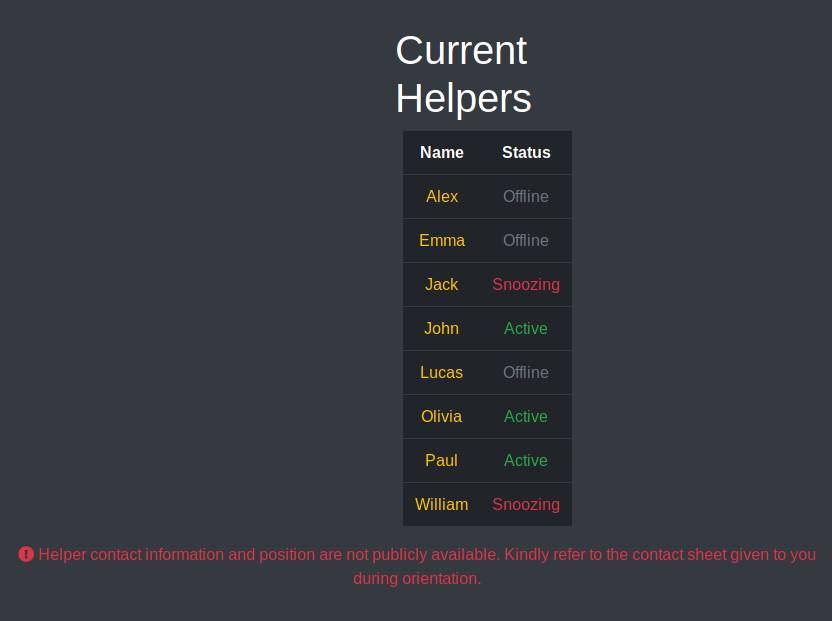 Current
Helpers
Name Status
Alex Offline
Emma Offline
Jack Snoozing
John Active
Lucas Offline
Olivia Active
Paul Active
William Snoozing
Helper contact information and position are not publicly available. Kindly refer to the contact sheet given to you
during orientation.